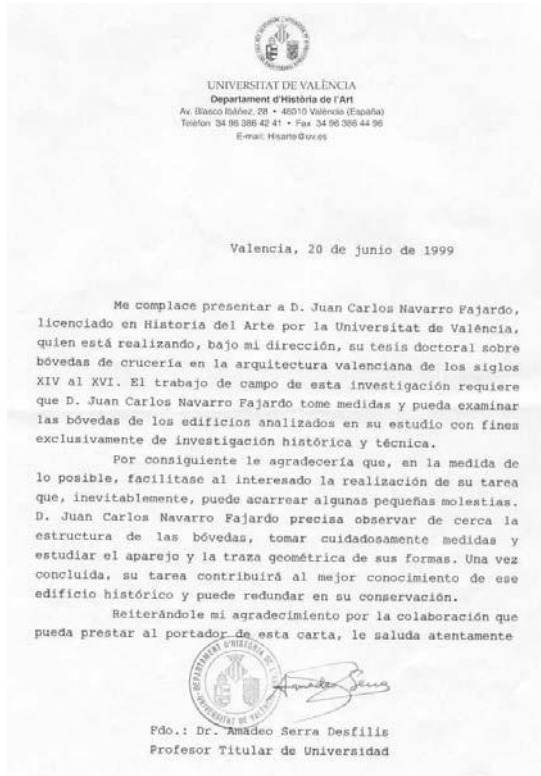 UNIVERSITAT DE VALÈNCIA
Departament d'Història de l'Art
Av. Blasco Ibáñez, 28 • 46010 València (España)
Telèfon 34 96 386 42 41 • Fax 34 96 386 44 96
E-mail: Hisarte@uv.es
Valencia, 20 de junio de 1999
Me complace presentar a D. Juan Carlos Navarro Fajardo,
licenciado en Historia del Arte por la Universitat de València,
quien está realizando, bajo mi dirección, su tesis doctoral sobre
bóvedas de crucería en la arquitectura valenciana de los siglos
XIV al XVI. El trabajo de campo de esta investigación requiere
que D. Juan Carlos Navarro Fajardo tome medidas y pueda examinar
las bóvedas de los edificios analizados en su estudio con fines
exclusivamente de investigación histórica y técnica.
Por consiguiente le agradecería que, en la medida de
lo posible, facilitase al interesado la realización de su tarea
que, inevitablemente, puede acarrear algunas pequeñas molestias.
D. Juan Carlos Navarro Fajardo precisa observar de cerca la
estructura de las bóvedas, tomar cuidadosamente medidas y
estudiar el aparejo y la traza geométrica de sus formas. Una vez
concluida, su tarea contribuirá al mejor conocimiento de ese
edificio histórico y puede redundar en su conservación.
Reiterándole mi agradecimiento por la colaboración que
pueda prestar al portador de esta carta, le saluda atentamente
DEPARTAMENT D'HISTÒRIA DE L'ART
UNIVERSITAT DE VALÈNCIA
Amadeo Serra
Fdo.: Dr. Amadeo Serra Desfilis
Profesor Titular de Universidad